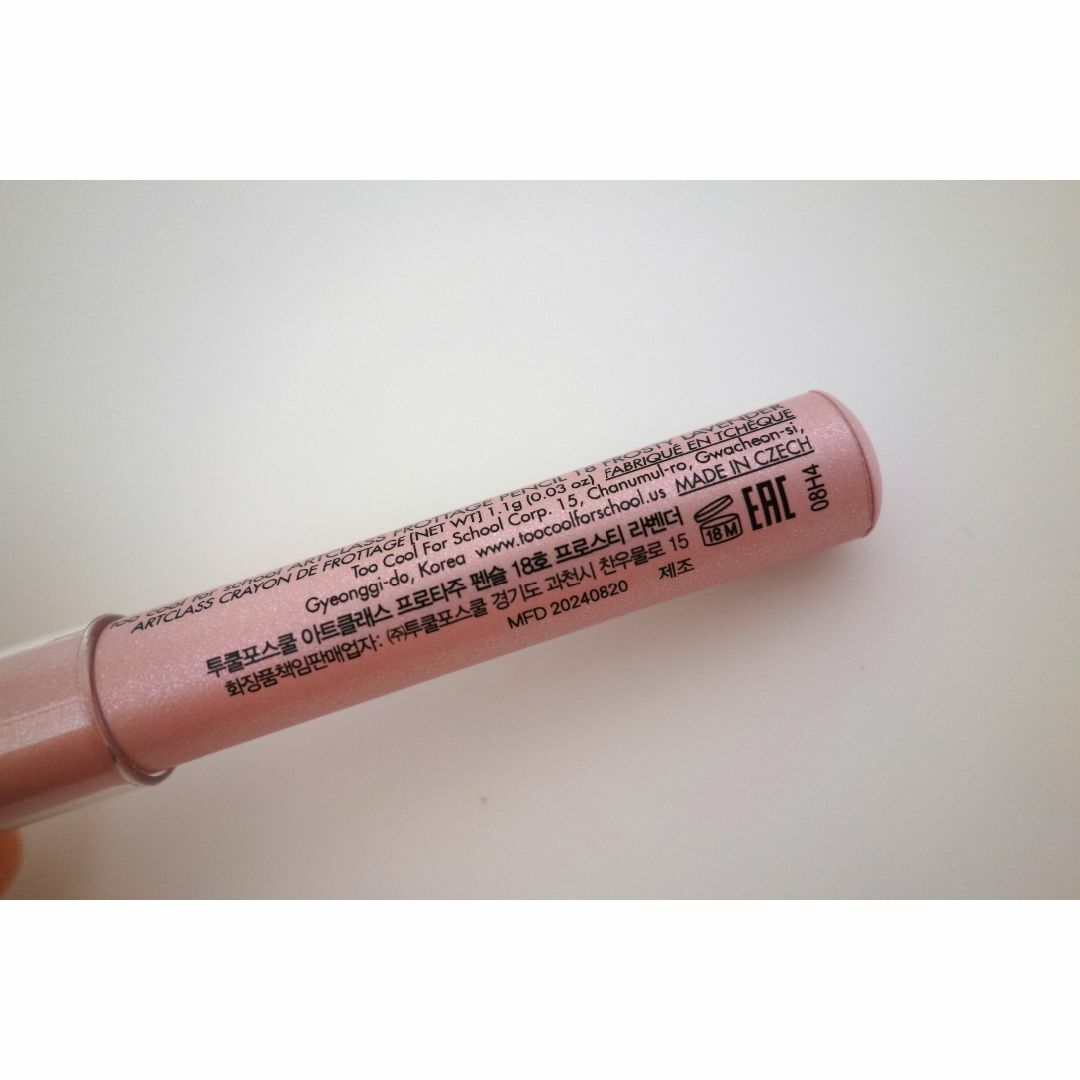 too cool for school ARTCLASS FROTTAGE PENCIL 18 FROSTY LAVENDER
ARTCLASS CRAYON DE FROTTAGE [NET WT.] 1.1g (0.03 oz) FABRIQUÉ EN TCHÈQUE
Too Cool For School Corp. 15, Chanumul-ro, Gwacheon-si,
Gyeonggi-do, Korea www.toocoolforschool.us MADE IN CZECH
투쿨포스쿨 아트클래스 프로타주 펜슬 18호 프로스티 라벤더
화장품책임판매업자: ㈜투쿨포스쿨 경기도 과천시 찬우물로 15
MFD 20240820 제조
18 M
EAC
08H4